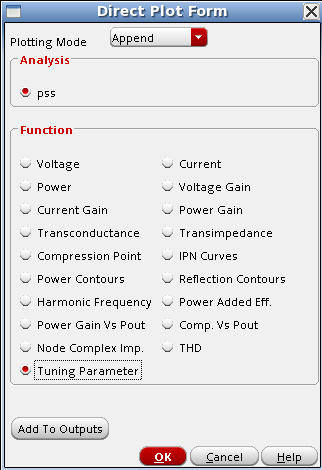 Direct Plot Form
Plotting Mode Append
Analysis
pss
Function
Voltage Current
Power Voltage Gain
Current Gain Power Gain
Transconductance Transimpedance
Compression Point IPN Curves
Power Contours Reflection Contours
Harmonic Frequency Power Added Eff.
Power Gain Vs Pout Comp. Vs Pout
Node Complex Imp. THD
Tuning Parameter
Add To Outputs
OK Cancel Help